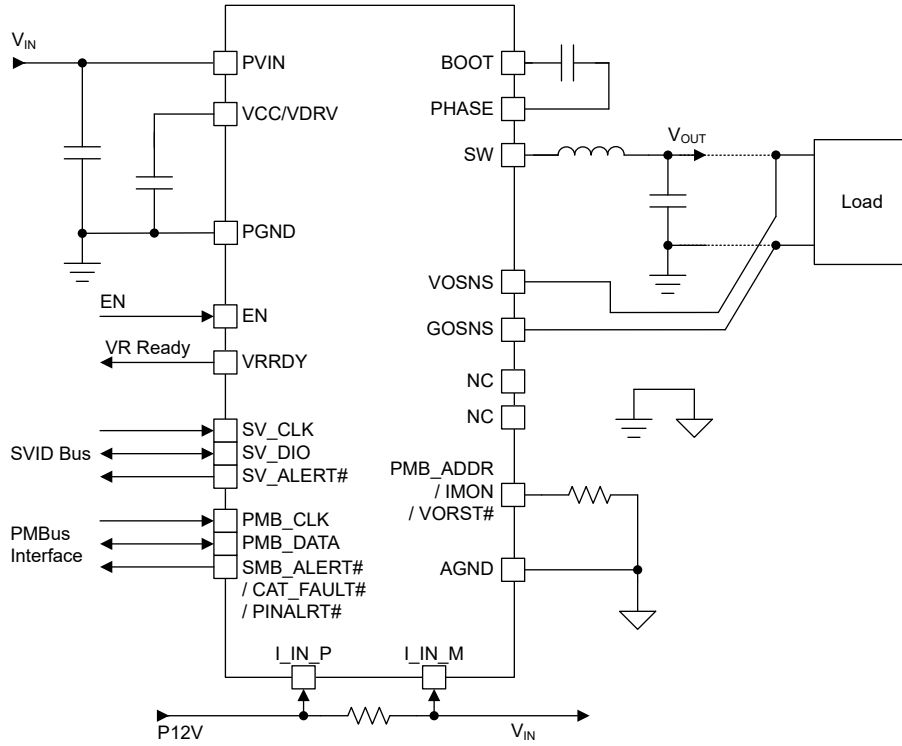 VIN
PVIN
VCC/VDRV
PGND
EN
EN
VR Ready
VRRDY
SVID Bus
SV_CLK
SV_DIO
SV_ALERT#
PMBus
Interface
PMB_CLK
PMB_DATA
SMB_ALERT#
/ CAT_FAULT#
/ PINALRT#
BOOT
PHASE
SW
VOUT
Load
VOSNS
GOSNS
NC
NC
PMB_ADDR
/ IMON
/ VORST#
AGND
I_IN_P
I_IN_M
P12V
VIN